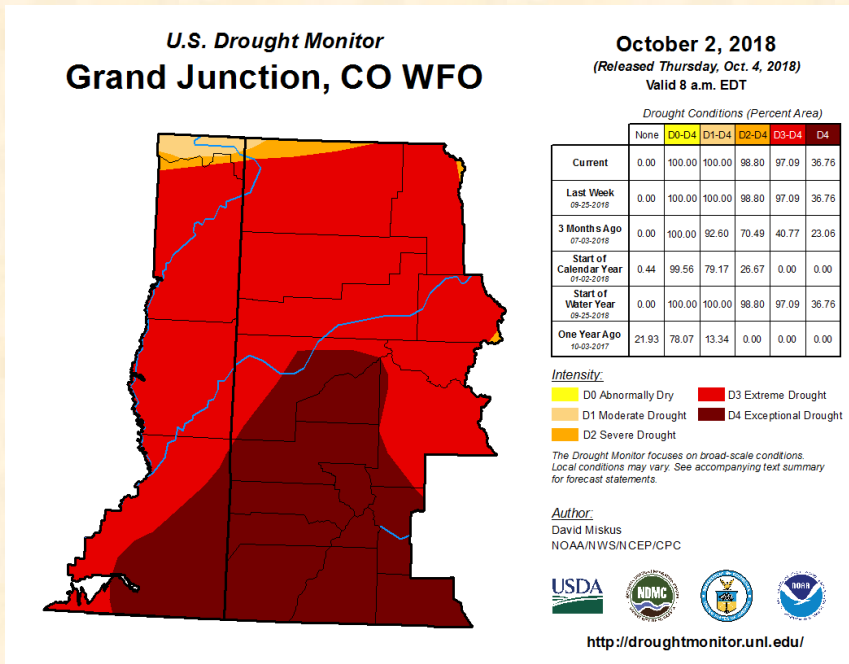 U.S. Drought Monitor
Grand Junction, CO WFO
October 2, 2018
(Released Thursday, Oct. 4, 2018)
Valid 8 a.m. EDT
Drought Conditions (Percent Area)
None D0-D4 D1-D4 D2-D4 D3-D4 D4
Current 0.00 100.00 100.00 98.80 97.09 36.76
Last Week
09-25-2018 0.00 100.00 100.00 98.80 97.09 36.76
3 Months Ago
07-03-2018 0.00 100.00 92.60 70.49 40.77 23.06
Start of
Calendar Year
01-02-2018 0.44 99.56 79.17 26.67 0.00 0.00
Start of
Water Year
09-25-2018 0.00 100.00 100.00 98.80 97.09 36.76
One Year Ago
10-03-2017 21.93 78.07 13.34 0.00 0.00 0.00
Intensity:
D0 Abnormally Dry
D1 Moderate Drought
D2 Severe Drought
D3 Extreme Drought
D4 Exceptional Drought
The Drought Monitor focuses on broad-scale conditions.
Local conditions may vary. See accompanying text summary
for forecast statements.
Author:
David Miskus
NOAA/NWS/NCEP/CPC
USDA
NDMC
NOAA
http://droughtmonitor.unl.edu/